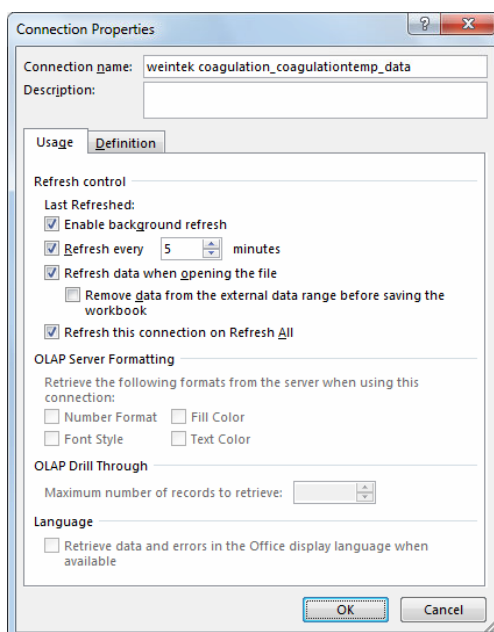 Connection Properties
Connection name: weintek coagulation_coagulationtemp_data
Description:
Usage Definition
Refresh control
Last Refreshed:
Enable background refresh
Refresh every 5 minutes
Refresh data when opening the file
Remove data from the external data range before saving the
workbook
Refresh this connection on Refresh All
OLAP Server Formatting
Retrieve the following formats from the server when using this
connection:
Number Format Fill Color
Font Style Text Color
OLAP Drill Through
Maximum number of records to retrieve:
Language
Retrieve data and errors in the Office display language when
available
OK Cancel